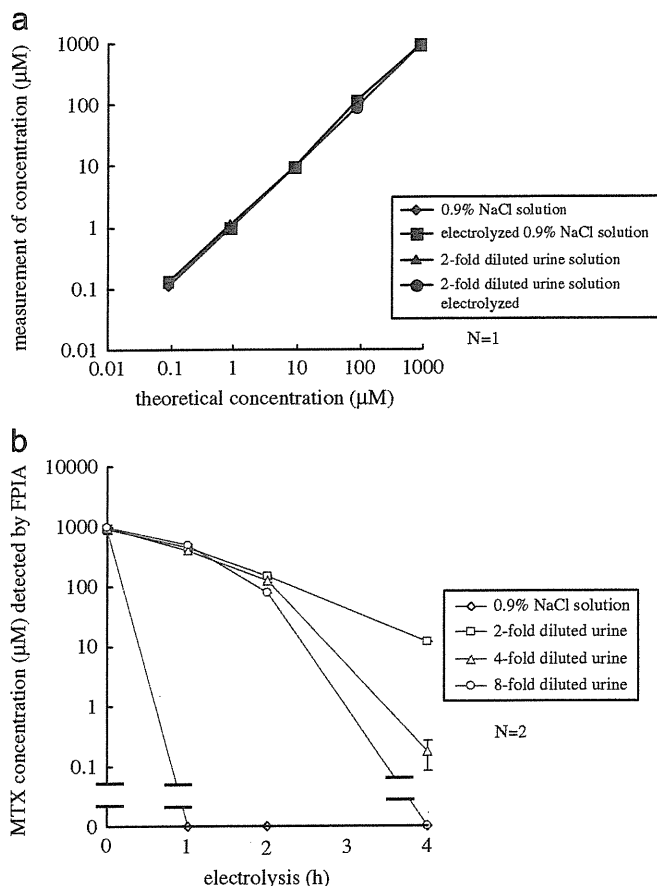 a
measurement of concentration (μM)
1000
100
10
1
0.1
0.01
0.01 0.1 1 10 100 1000
theoretical concentration (μM)
0.9% NaCl solution
electrolyzed 0.9% NaCl solution
2-fold diluted urine solution
2-fold diluted urine solution
electrolyzed
N=1
b
MTX concentration (μM) detected by FPIA
10000
1000
100
10
1
0.1
0
0 1 2 3 4
electrolysis (h)
0.9% NaCl solution
2-fold diluted urine
4-fold diluted urine
8-fold diluted urine
N=2